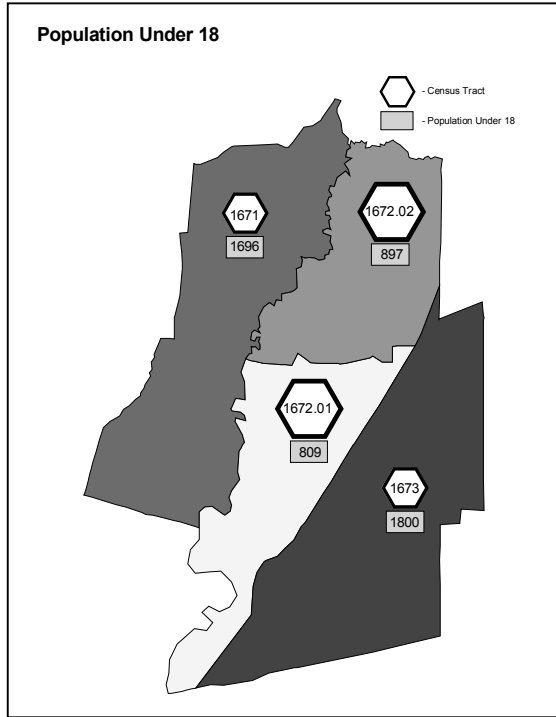 Population Under 18
- Census Tract
- Population Under 18
1671
1696
1672.02
897
1672.01
809
1673
1800